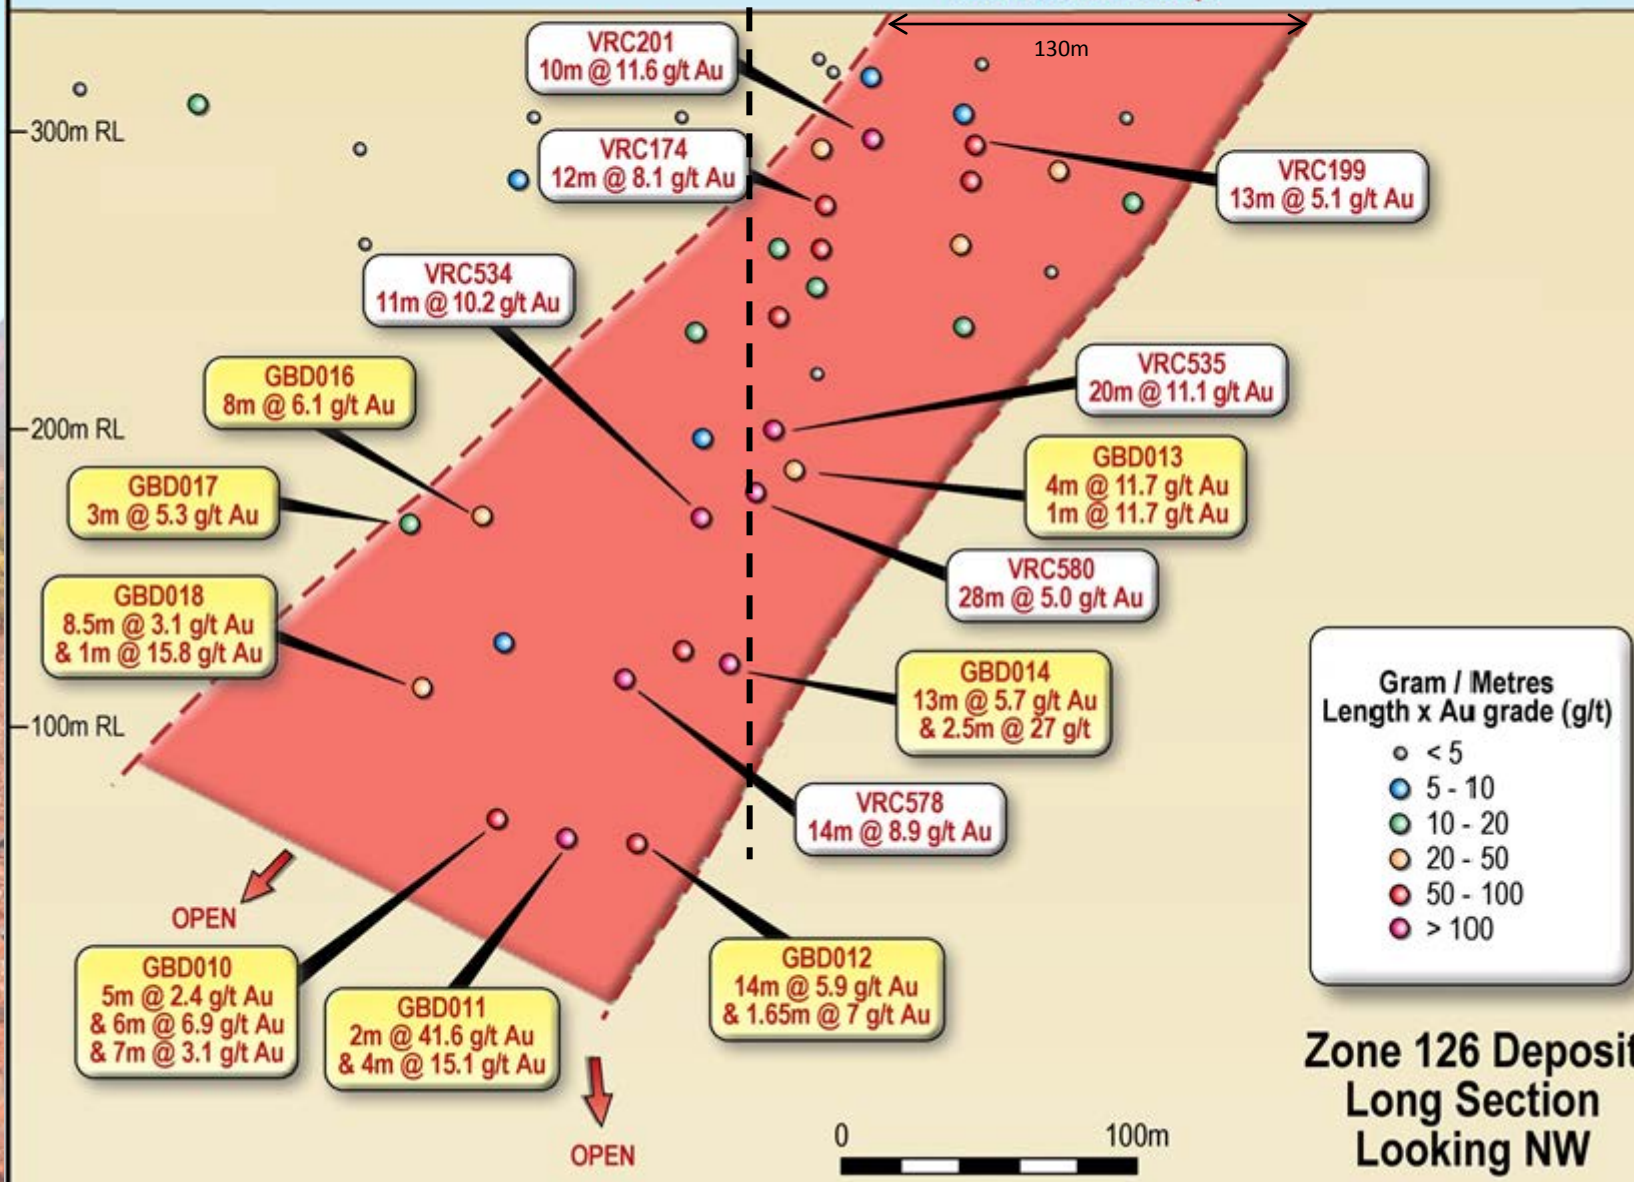 130m
VRC201
10m @ 11.6 g/t Au
300m RL
VRC174
12m @ 8.1 g/t Au
VRC199
13m @ 5.1 g/t Au
VRC534
11m @ 10.2 g/t Au
GBD016
8m @ 6.1 g/t Au
VRC535
20m @ 11.1 g/t Au
200m RL
GBD017
3m @ 5.3 g/t Au
GBD013
4m @ 11.7 g/t Au
1m @ 11.7 g/t Au
VRC580
28m @ 5.0 g/t Au
GBD018
8.5m @ 3.1 g/t Au
& 1m @ 15.8 g/t Au
GBD014
13m @ 5.7 g/t Au
& 2.5m @ 27 g/t
100m RL
VRC578
14m @ 8.9 g/t Au
Gram / Metres
Length x Au grade (g/t)
< 5
5 - 10
10 - 20
20 - 50
50 - 100
> 100
OPEN
GBD010
5m @ 2.4 g/t Au
& 6m @ 6.9 g/t Au
& 7m @ 3.1 g/t Au
GBD011
2m @ 41.6 g/t Au
& 4m @ 15.1 g/t Au
GBD012
14m @ 5.9 g/t Au
& 1.65m @ 7 g/t Au
OPEN
0
100m
Zone 126 Deposit
Long Section
Looking NW